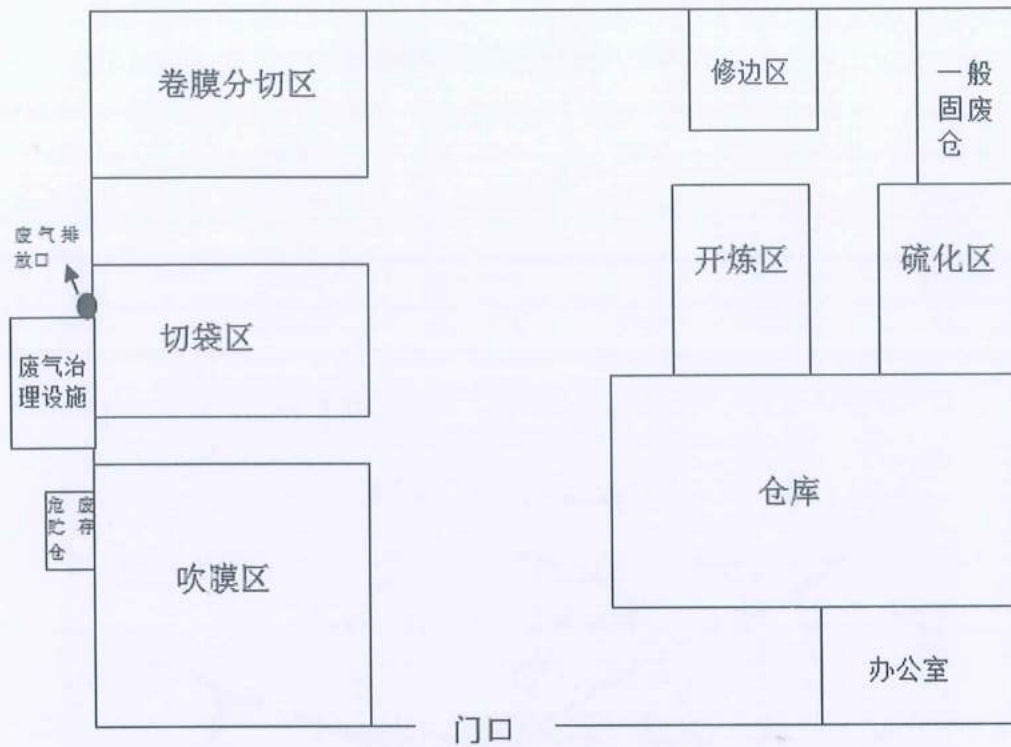 卷膜分切区
修边区
一般
固废
仓
废气排
放口
开炼区
硫化区
切袋区
废气治
理设施
仓库
危废
贮存
仓
吹膜区
办公室
门口